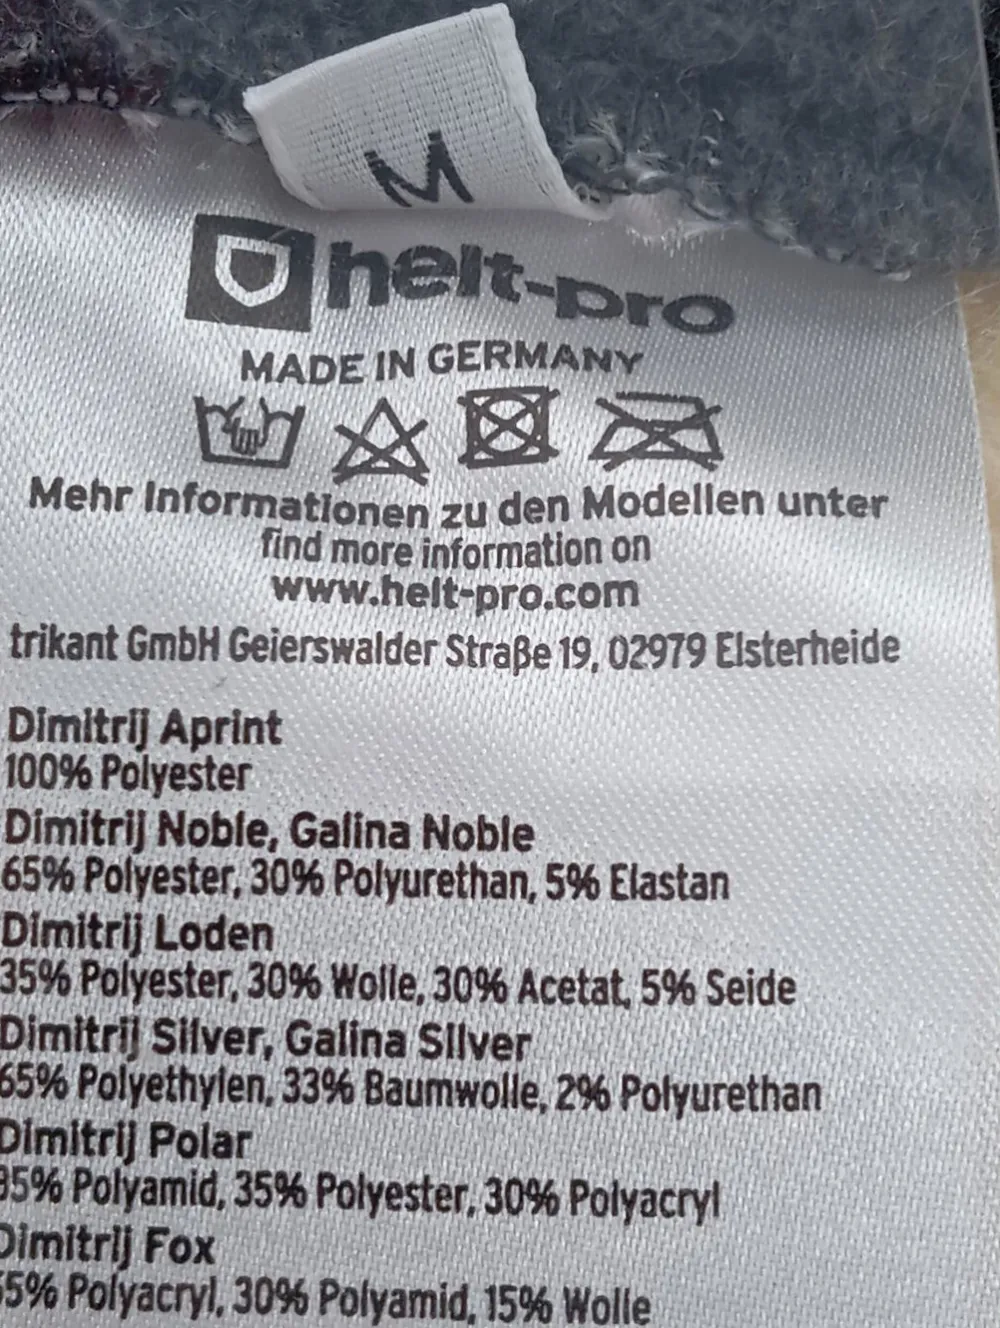 M
helt-pro
MADE IN GERMANY
Mehr Informationen zu den Modellen unter
find more information on
www.helt-pro.com
trikant GmbH Geierswalder Straße 19, 02979 Elsterheide
Dimitrij Aprint
100% Polyester
Dimitrij Noble, Galina Noble
65% Polyester, 30% Polyurethan, 5% Elastan
Dimitrij Loden
35% Polyester, 30% Wolle, 30% Acetat, 5% Seide
Dimitrij Silver, Galina Silver
65% Polyethylen, 33% Baumwolle, 2% Polyurethan
Dimitrij Polar
35% Polyamid, 35% Polyester, 30% Polyacryl
Dimitrij Fox
55% Polyacryl, 30% Polyamid, 15% Wolle